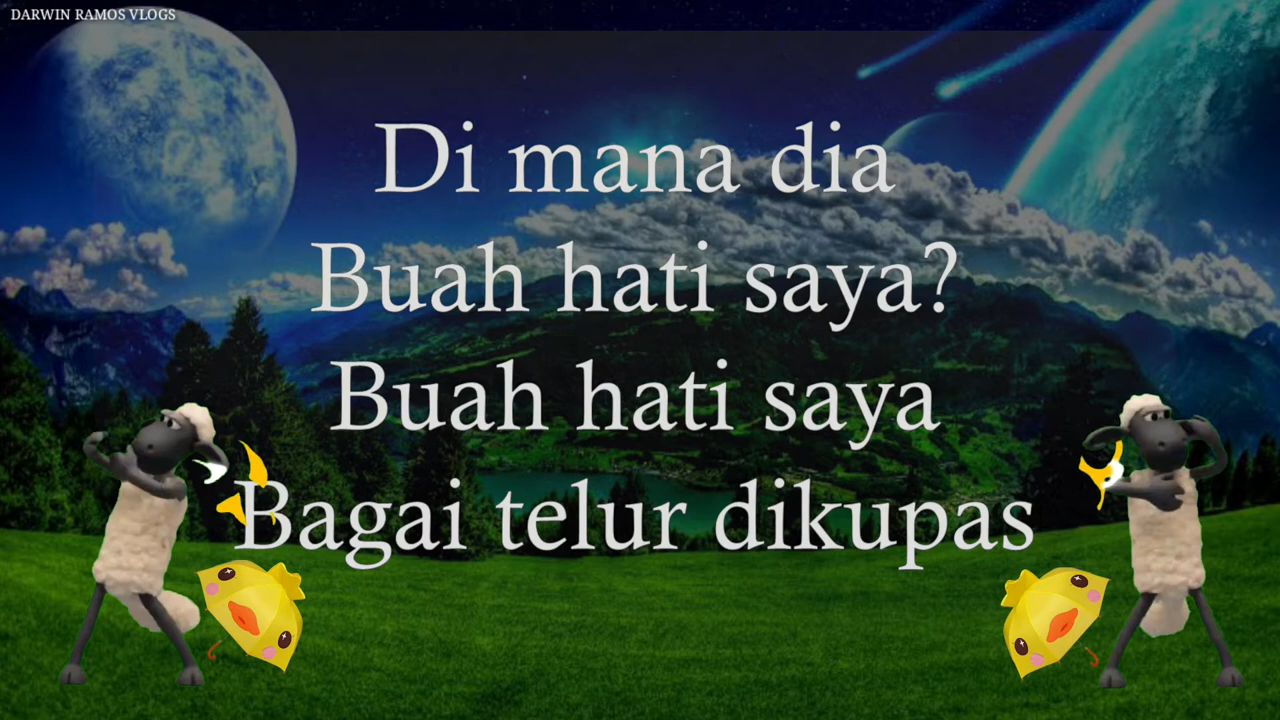 DARWIN RAMOS VLOGS
Di mana dia
Buah hati saya?
Buah hati saya
Bagai telur dikupas